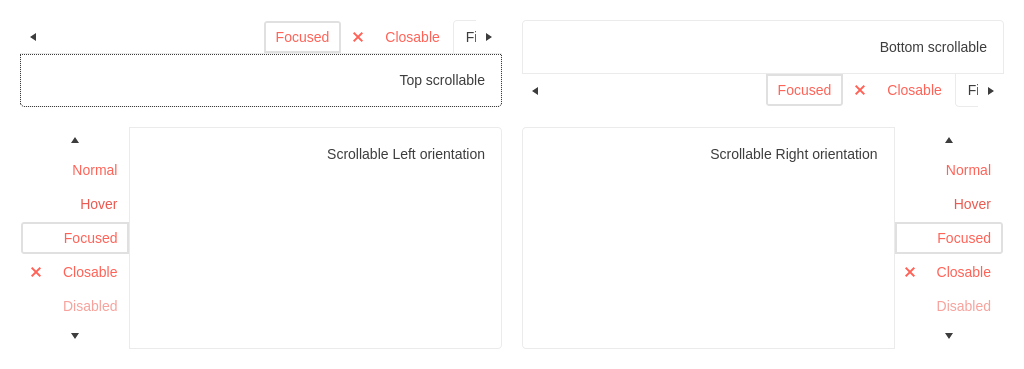 Focused Closable Fi
Top scrollable
Bottom scrollable
Focused Closable Fi
Normal
Hover
Focused
Closable
Disabled
Scrollable Left orientation
Scrollable Right orientation
Normal
Hover
Focused
Closable
Disabled